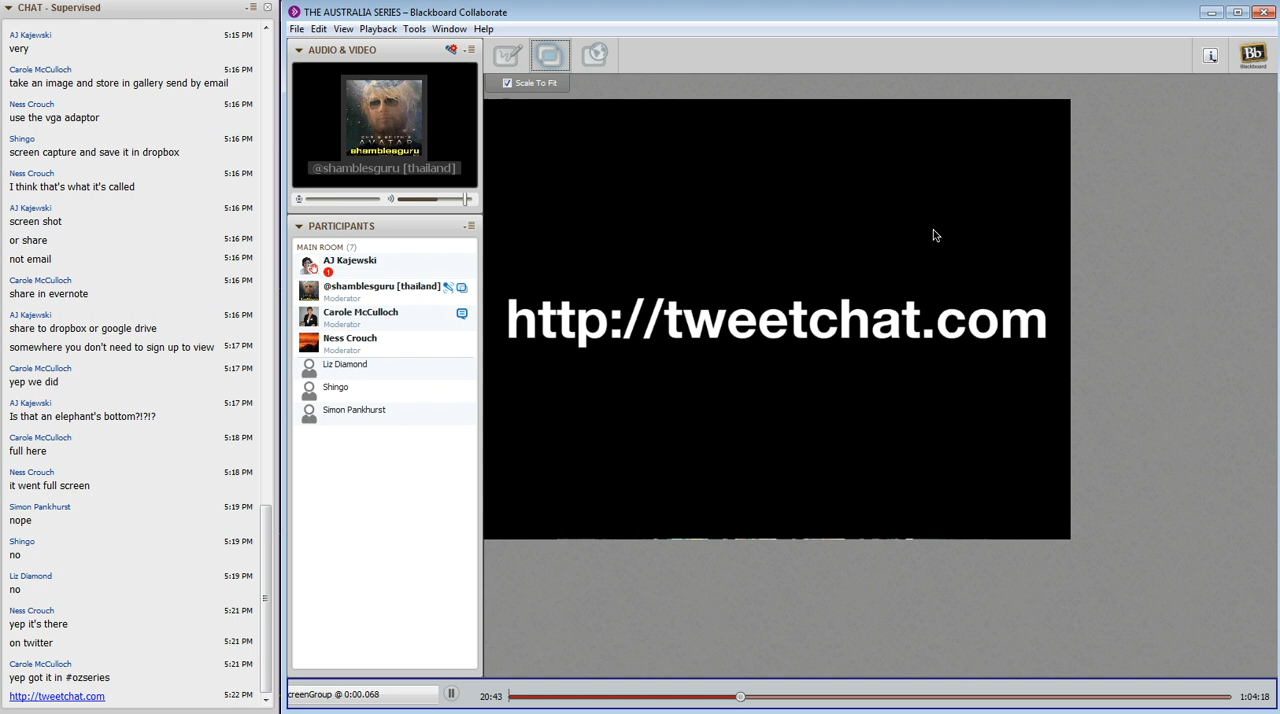 CHAT - Supervised
AJ Kajewski 5:15 PM
very
Carole McCulloch 5:16 PM
take an image and store in gallery send by email
Ness Crouch 5:16 PM
use the vga adaptor
Shingo 5:16 PM
screen capture and save it in dropbox
Ness Crouch 5:16 PM
I think that's what it's called
AJ Kajewski 5:16 PM
screen shot
or share 5:16 PM
not email 5:16 PM
Carole McCulloch 5:16 PM
share in evernote
AJ Kajewski 5:16 PM
share to dropbox or google drive
somewhere you don't need to sign up to view 5:17 PM
Carole McCulloch 5:17 PM
yep we did
AJ Kajewski 5:17 PM
Is that an elephant's bottom?!?!?
Carole McCulloch 5:18 PM
full here
Ness Crouch 5:18 PM
it went full screen
Simon Pankhurst 5:19 PM
nope
Shingo 5:19 PM
no
Liz Diamond 5:19 PM
no
Ness Crouch 5:21 PM
yep it's there
on twitter 5:21 PM
Carole McCulloch 5:21 PM
yep got it in #ozseries
http://tweetchat.com 5:22 PM
THE AUSTRALIA SERIES – Blackboard Collaborate
File Edit View Playback Tools Window Help
AUDIO & VIDEO
AVATAR
shamblesguru
@shamblesguru [thailand]
PARTICIPANTS
MAIN ROOM (7)
AJ Kajewski
@shamblesguru [thailand]
Moderator
Carole McCulloch
Moderator
Ness Crouch
Moderator
Liz Diamond
Shingo
Simon Pankhurst
Scale To Fit
Bb
Blackboard
http://tweetchat.com
creenGroup @ 0:00.068
20:43
1:04:18